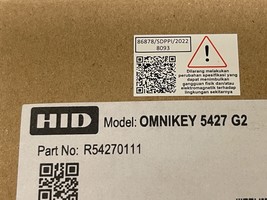 86878/SDPPI/2022
8093
Dilarang melakukan
perubahan spesifikasi yang
dapat menimbulkan
gangguan fisik dan/atau
elektromagnetik terhadap
lingkungan sekitarnya
HID
Model: OMNIKEY 5427 G2
Part No: R54270111